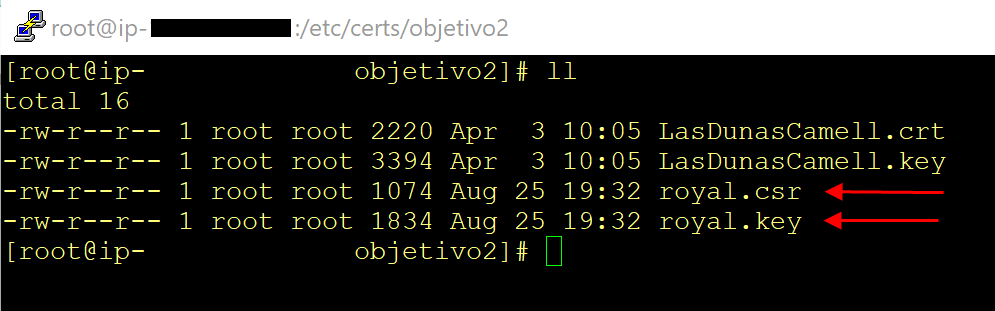 root@ip- :/etc/certs/objetivo2
[root@ip- objetivo2]# ll
total 16
-rw-r--r-- 1 root root 2220 Apr  3 10:05 LasDunasCamell.crt
-rw-r--r-- 1 root root 3394 Apr  3 10:05 LasDunasCamell.key
-rw-r--r-- 1 root root 1074 Aug 25 19:32 royal.csr
-rw-r--r-- 1 root root 1834 Aug 25 19:32 royal.key
[root@ip- objetivo2]#